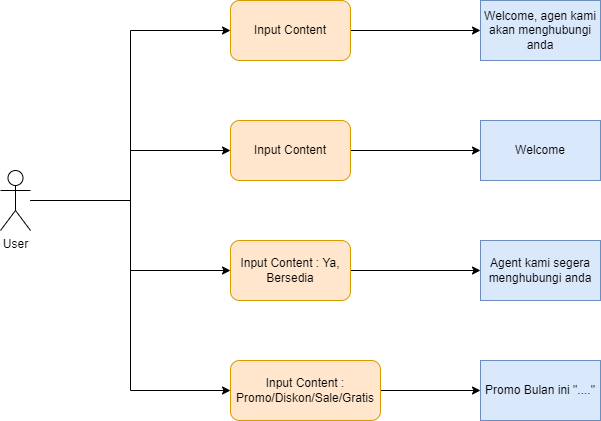 Input Content
Welcome, agen kami
akan menghubungi
anda
Input Content
Welcome
User
Input Content : Ya,
Bersedia
Agent kami segera
menghubungi anda
Input Content :
Promo/Diskon/Sale/Gratis
Promo Bulan ini "...."